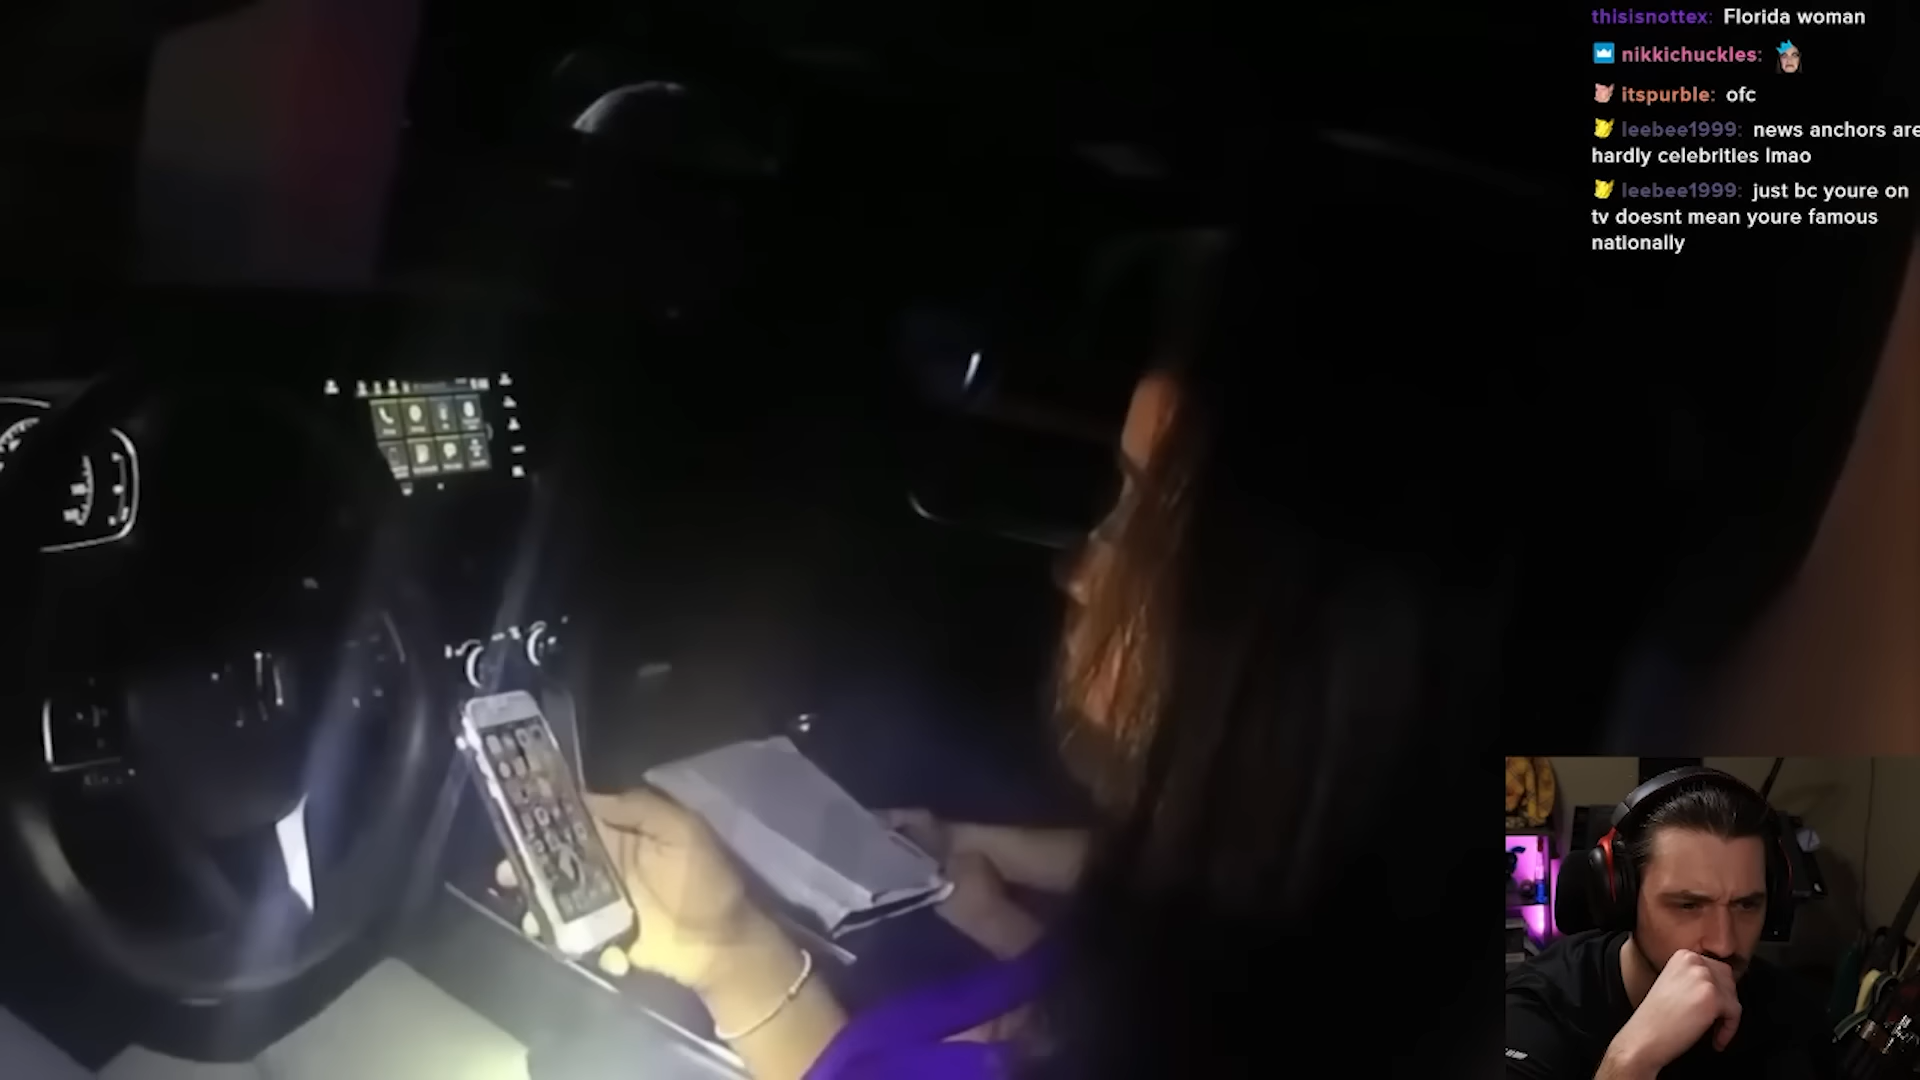 thisisnottex: Florida woman
nikkichuckles:
itspurble: ofc
leebee1999: news anchors are
hardly celebrities lmao
leebee1999: just bc youre on
tv doesnt mean youre famous
nationally